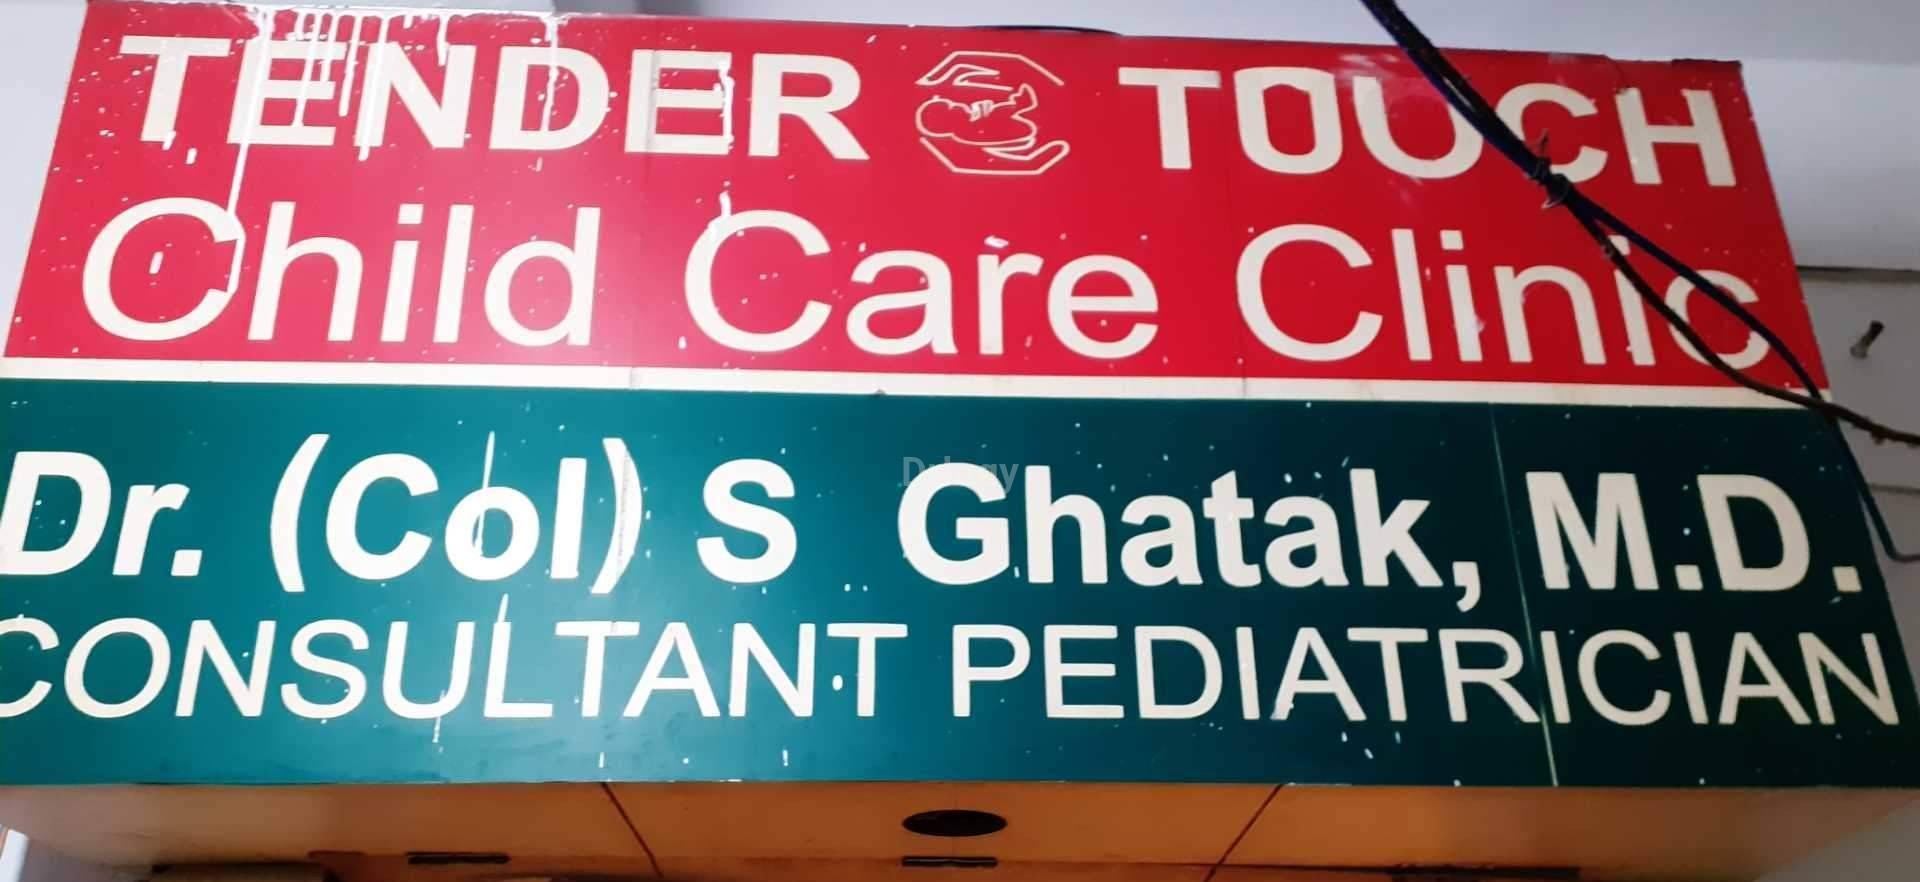 TENDER TOUCH
Child Care Clinic
Dr. (Col) S Ghatak, M.D.
CONSULTANT PEDIATRICIAN